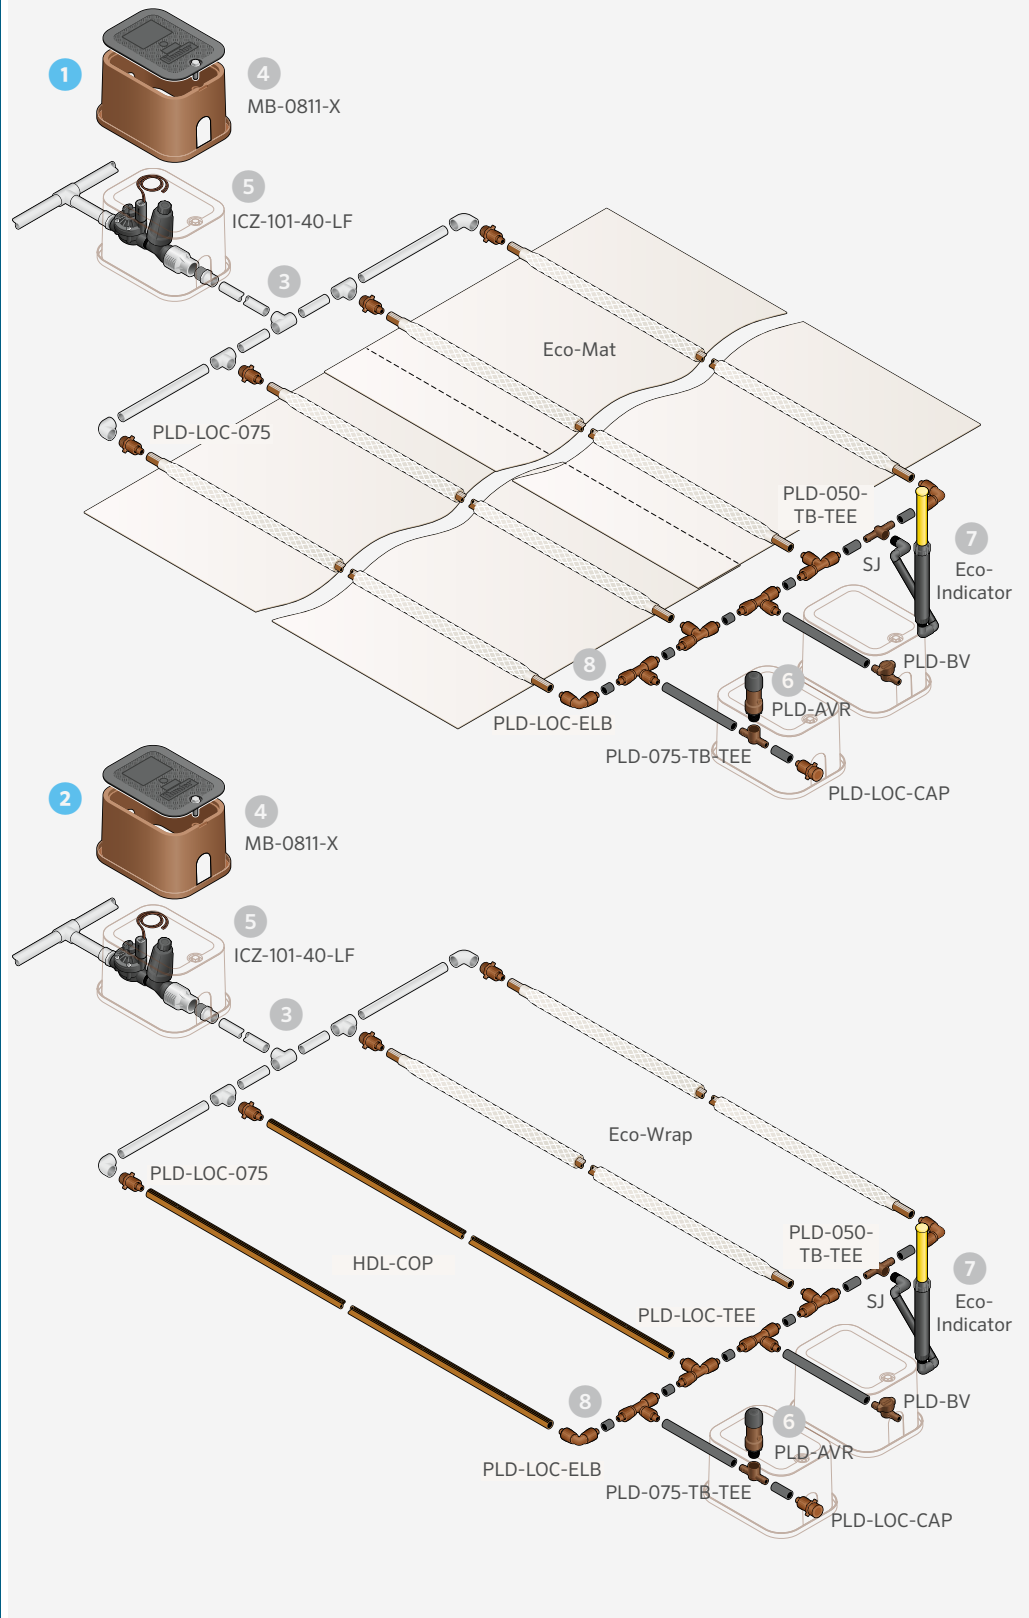 1
4
MB-0811-X
5
ICZ-101-40-LF
3
Eco-Mat
PLD-LOC-075
PLD-050-
TB-TEE
7
SJ
Eco-
Indicator
8
PLD-BV
6
PLD-AVR
PLD-LOC-ELB
PLD-075-TB-TEE
PLD-LOC-CAP
2
4
MB-0811-X
5
ICZ-101-40-LF
3
Eco-Wrap
PLD-LOC-075
PLD-050-
TB-TEE
HDL-COP
7
SJ
Eco-
Indicator
PLD-LOC-TEE
8
PLD-BV
6
PLD-AVR
PLD-LOC-ELB
PLD-075-TB-TEE
PLD-LOC-CAP